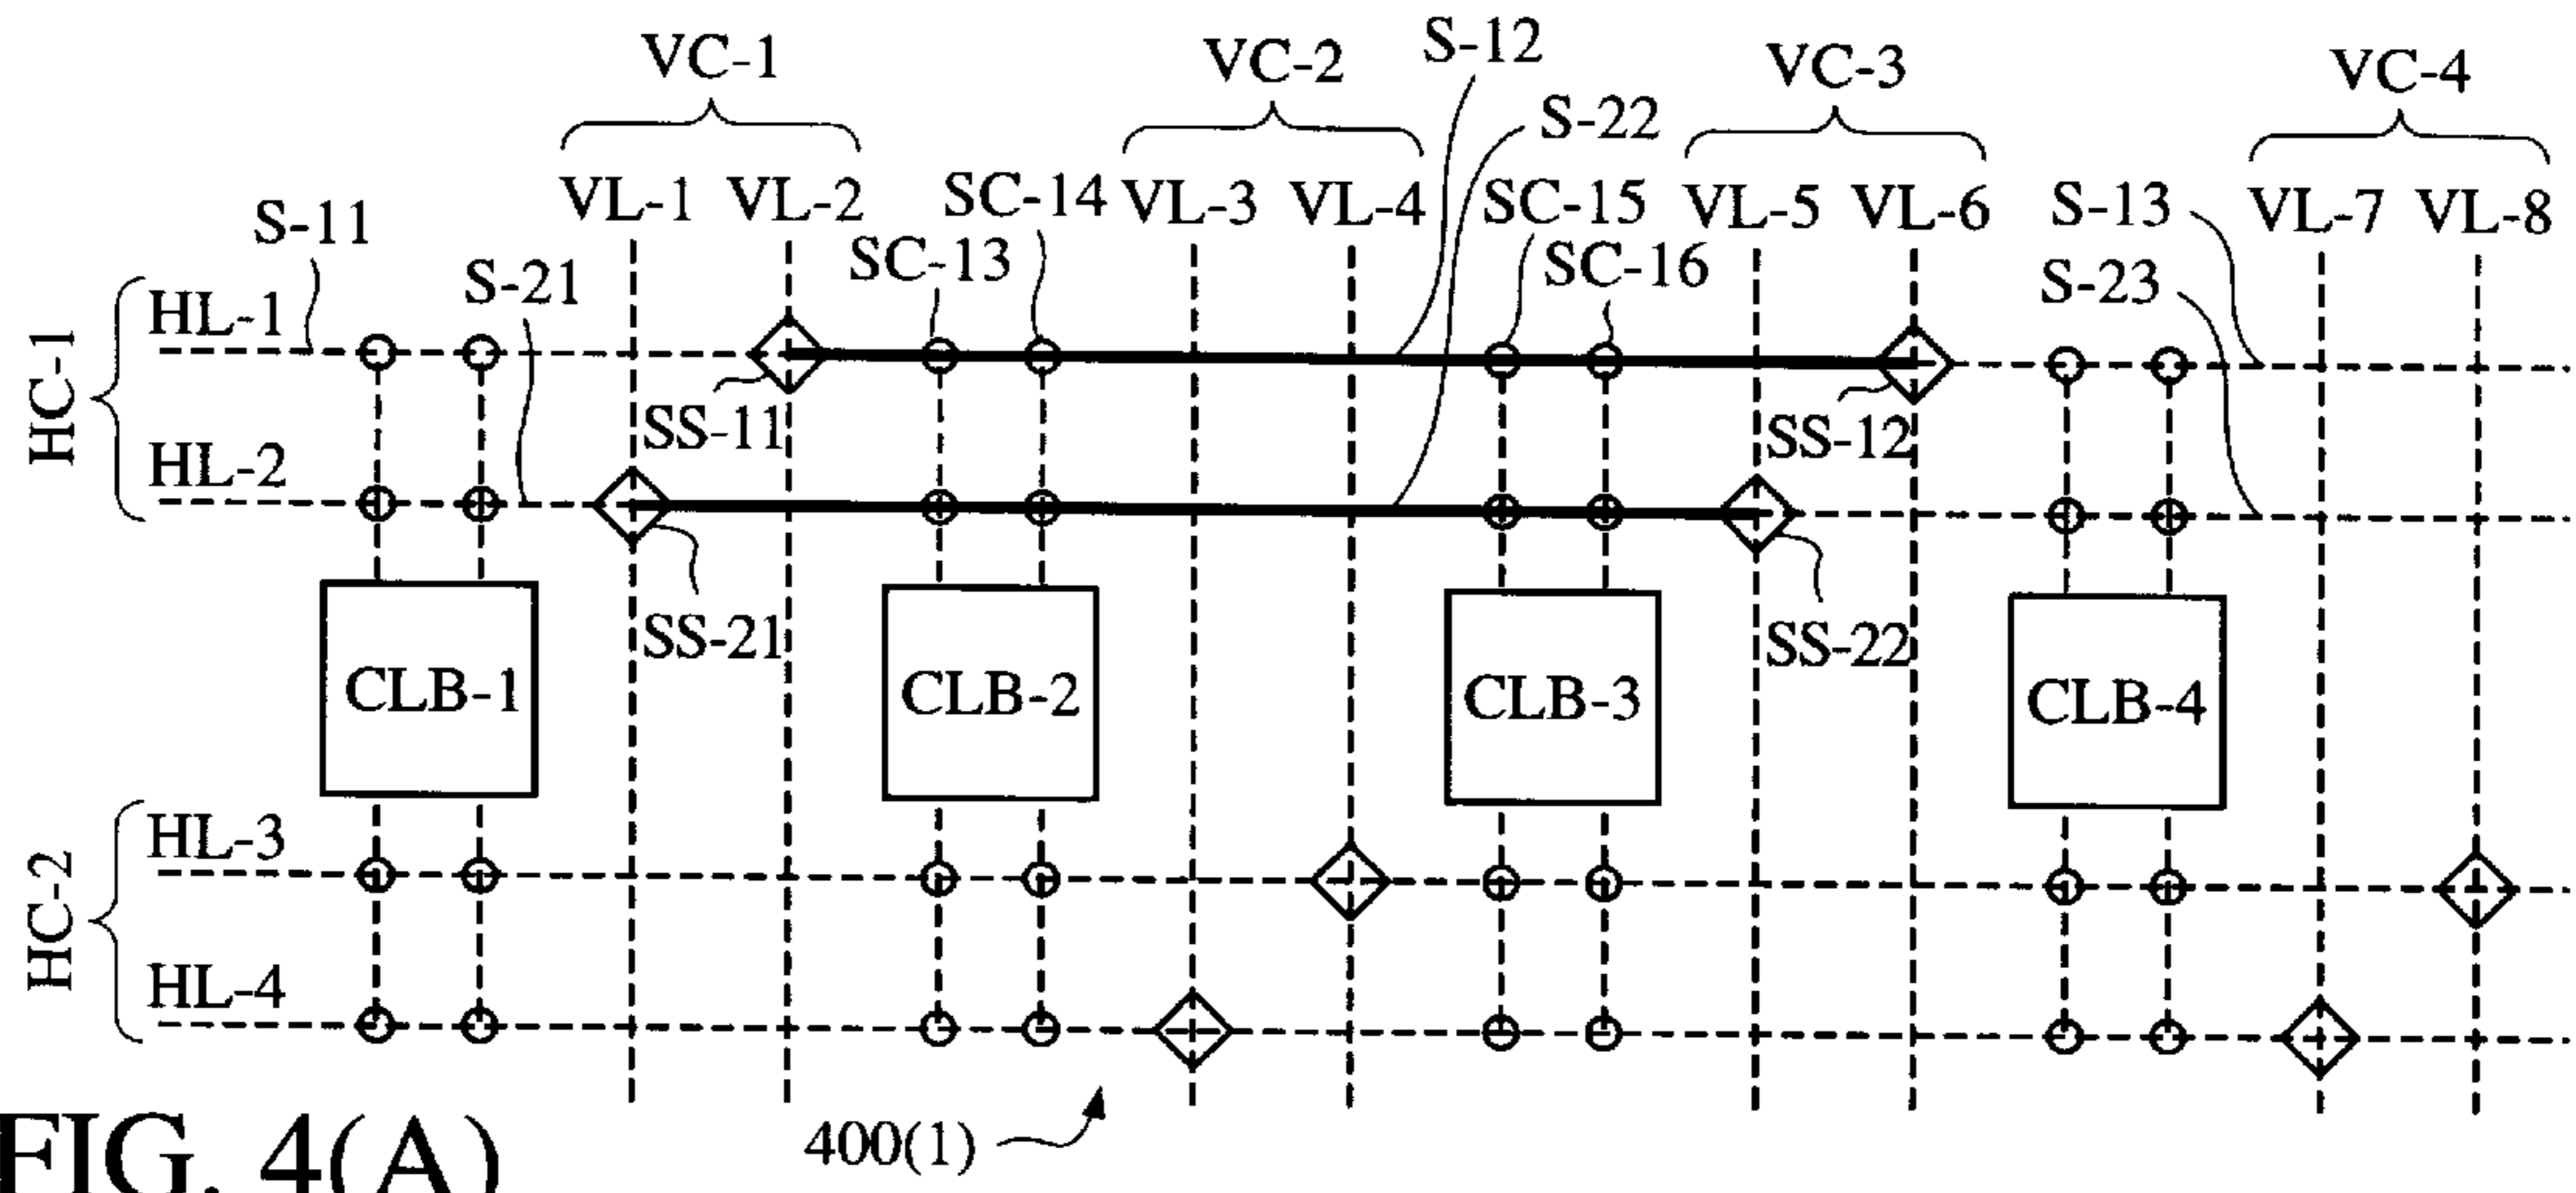 VC-1 VC-2 S-12 VC-3 VC-4
S-22
VL-1 VL-2 SC-14 VL-3 VL-4 SC-15 VL-5 VL-6 S-13 VL-7 VL-8
S-11 SC-13 SC-16
S-21 S-23
HC-1
HL-1
SS-11 SS-12
HL-2
SS-21 SS-22
CLB-1 CLB-2 CLB-3 CLB-4
HC-2
HL-3
HL-4
400(1)
FIG. 4(A)